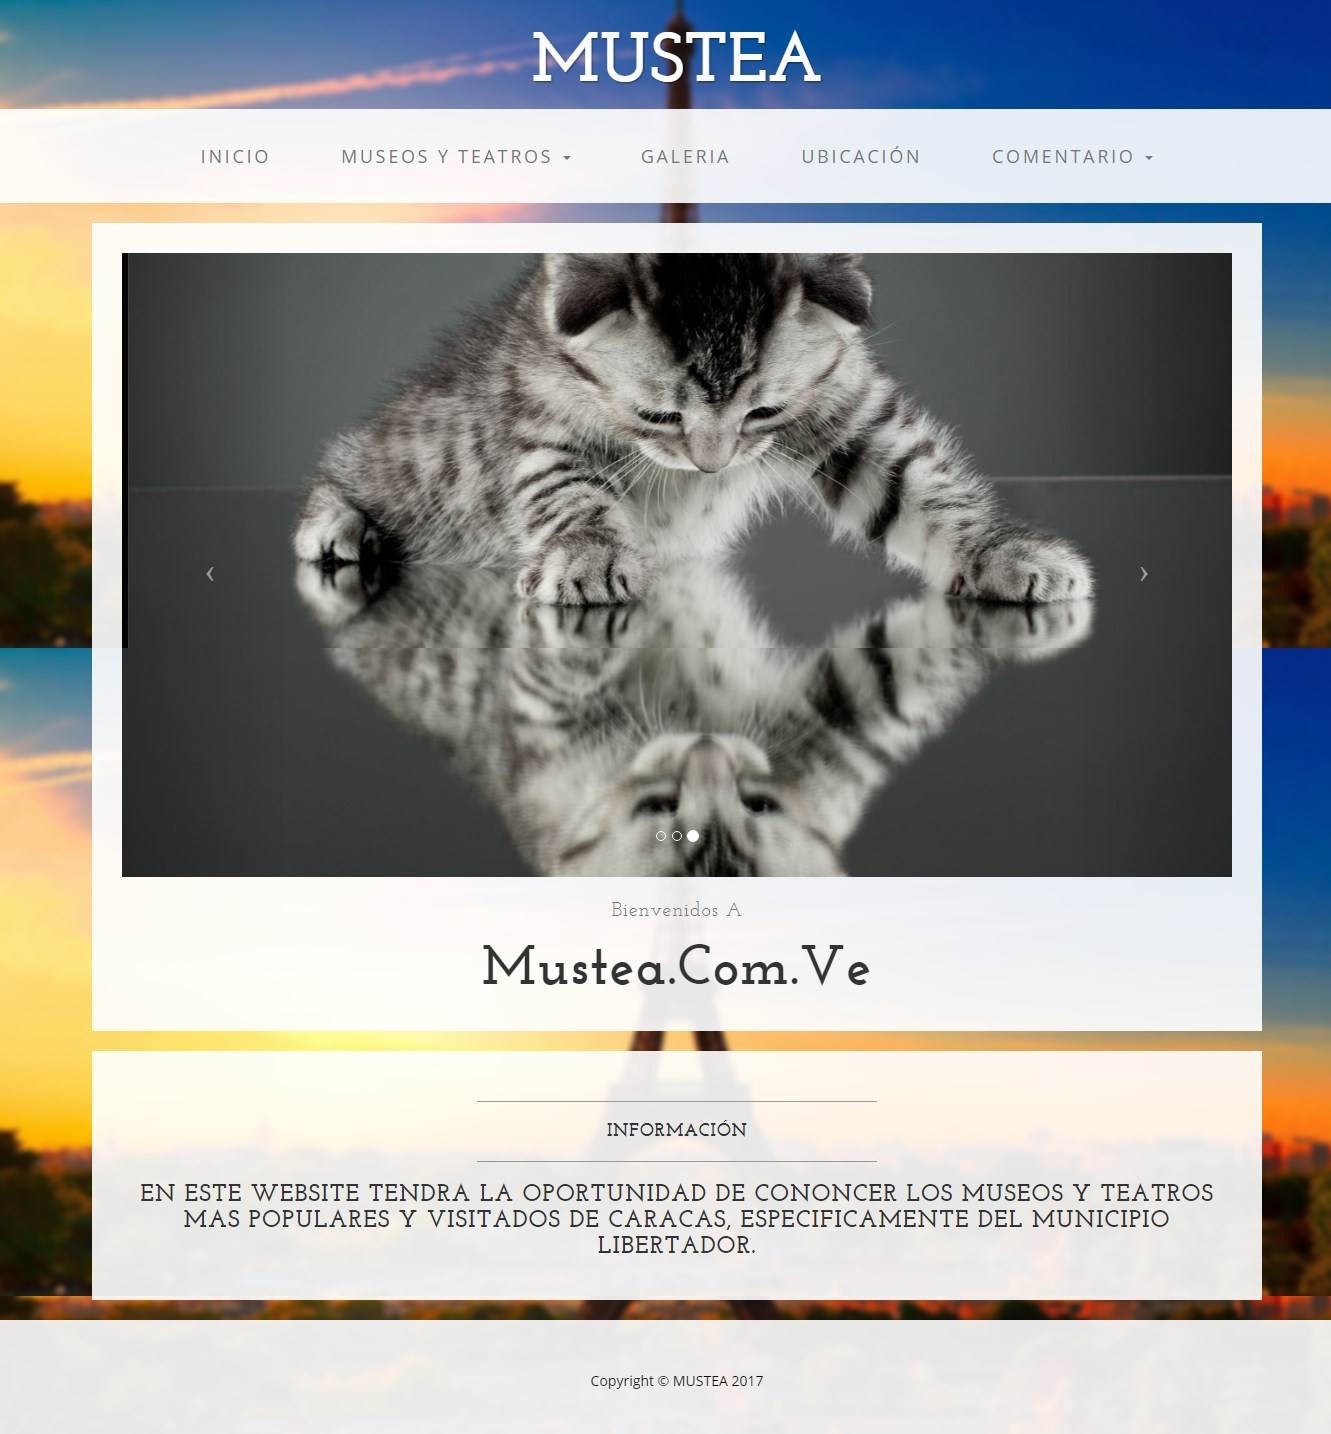 MUSTEA
INICIO MUSEOS Y TEATROS GALERIA UBICACIÓN COMENTARIO
Bienvenidos A
Mustea.Com.Ve
INFORMACIÓN
EN ESTE WEBSITE TENDRA LA OPORTUNIDAD DE CONONCER LOS MUSEOS Y TEATROS
MAS POPULARES Y VISITADOS DE CARACAS, ESPECIFICAMENTE DEL MUNICIPIO
LIBERTADOR.
Copyright © MUSTEA 2017